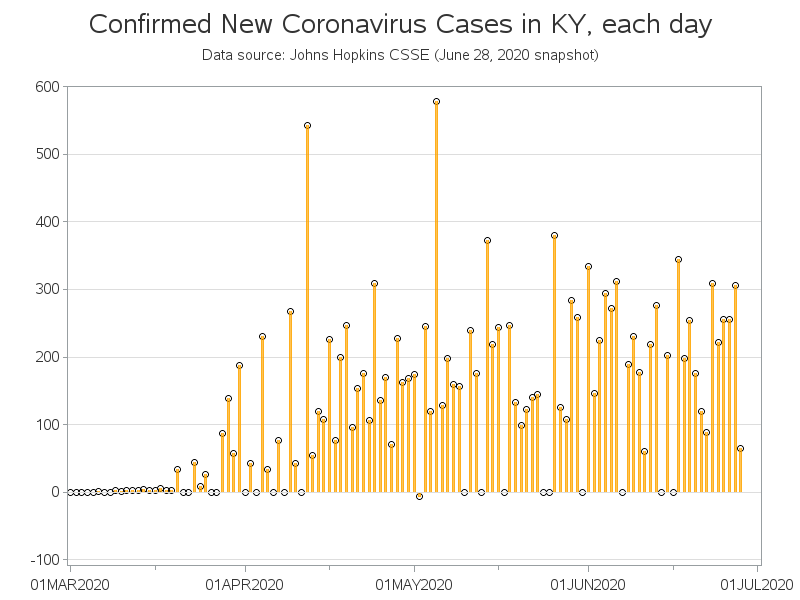 Confirmed New Coronavirus Cases in KY, each day
Data source: Johns Hopkins CSSE (June 28, 2020 snapshot)
600
500
400
300
200
100
0
-100
01MAR2020 01APR2020 01MAY2020 01JUN2020 01JUL2020